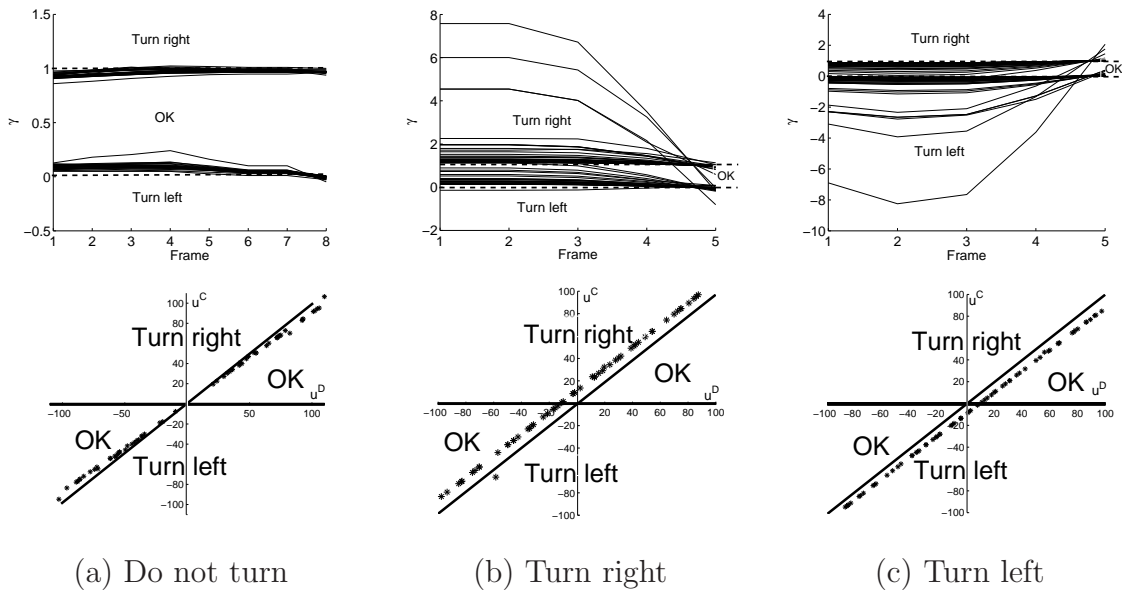 1.5
Turn right
1
γ
OK
0.5
0
Turn left
−0.5
1 2 3 4 5 6 7 8
Frame
8
6
4
γ
Turn right
2
OK
0
Turn left
−2
1 2 3 4 5
Frame
4
Turn right
2
OK
0
γ
−2
Turn left
−4
−6
−8
−10
1 2 3 4 5
Frame
100
u^C
80
Turn right
60
40
OK
20
u^D
−100 −50 50 100
−20
OK
−40
Turn left
−60
−80
−100
100
u^C
80
Turn right
60
40
OK
20
u^D
−100 −80 −60 −40 −20 20 40 60 80 100
−20
OK
−40
−60
Turn left
−80
−100
100
u^C
80
Turn right
60
40
OK
20
u^D
−100 −80 −60 −40 −20 20 40 60 80 100
−20
OK
−40
Turn left
−60
−80
−100
(a) Do not turn
(b) Turn right
(c) Turn left